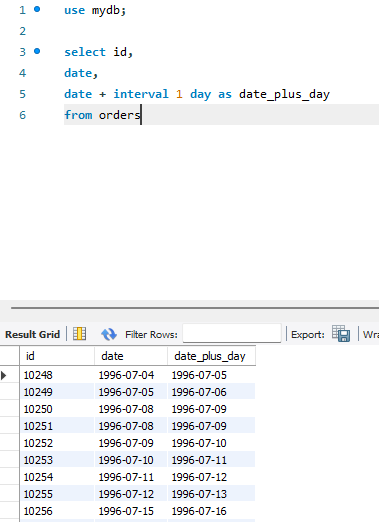 1 use mydb;
2
3 select id,
4 date,
5 date + interval 1 day as date_plus_day
6 from orders
Result Grid Filter Rows: Export: Wra
id date date_plus_day
10248 1996-07-04 1996-07-05
10249 1996-07-05 1996-07-06
10250 1996-07-08 1996-07-09
10251 1996-07-08 1996-07-09
10252 1996-07-09 1996-07-10
10253 1996-07-10 1996-07-11
10254 1996-07-11 1996-07-12
10255 1996-07-12 1996-07-13
10256 1996-07-15 1996-07-16